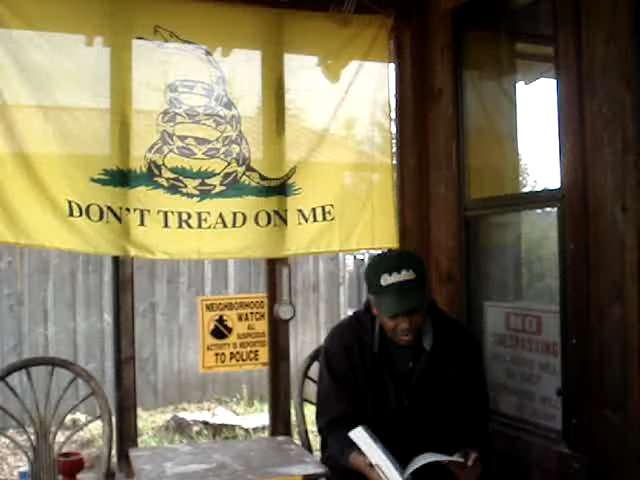 DON'T TREAD ON ME
NEIGHBORHOOD
WATCH
ALL
SUSPICIOUS
ACTIVITY IS REPORTED
TO POLICE
NO
TRESPASSING